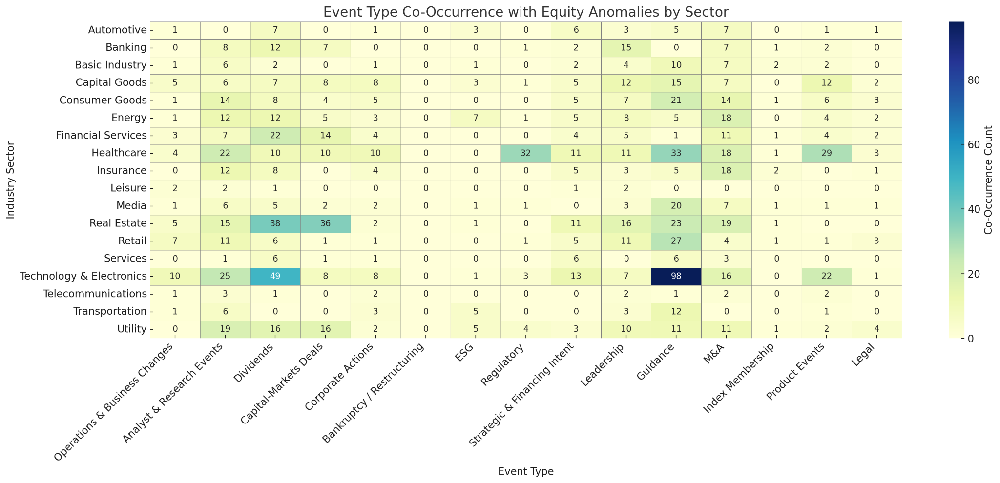 Event Type Co-Occurrence with Equity Anomalies by Sector
Industry Sector
Automotive 1 0 7 0 1 0 3 0 6 3 5 7 0 1 1
Banking 0 8 12 7 0 0 0 1 2 15 0 7 1 2 0
Basic Industry 1 6 2 0 1 0 1 0 2 4 10 7 2 2 0
Capital Goods 5 6 7 8 8 0 3 1 5 12 15 7 0 12 2
Consumer Goods 1 14 8 4 5 0 0 0 5 7 21 14 1 6 3
Energy 1 12 12 5 3 0 7 1 5 8 5 18 0 4 2
Financial Services 3 7 22 14 4 0 0 0 4 5 1 11 1 4 2
Healthcare 4 22 10 10 10 0 0 32 11 11 33 18 1 29 3
Insurance 0 12 8 0 4 0 0 0 5 3 5 18 2 0 1
Leisure 2 2 1 0 0 0 0 0 1 2 0 0 0 0 0
Media 1 6 5 2 2 0 1 1 0 3 20 7 1 1 1
Real Estate 5 15 38 36 2 0 1 0 11 16 23 19 1 0 0
Retail 7 11 6 1 1 0 0 1 5 11 27 4 1 1 3
Services 0 1 6 1 1 0 0 0 6 0 6 3 0 0 0
Technology & Electronics 10 25 49 8 8 0 1 3 13 7 98 16 0 22 1
Telecommunications 1 3 1 0 2 0 0 0 0 2 1 2 0 2 0
Transportation 1 6 0 0 3 0 5 0 0 3 12 0 0 1 0
Utility 0 19 16 16 2 0 5 4 3 10 11 11 1 2 4
Operations & Business Changes
Analyst & Research Events
Dividends
Capital-Markets Deals
Corporate Actions
Bankruptcy / Restructuring
ESG
Regulatory
Strategic & Financing Intent
Leadership
Guidance
M&A
Index Membership
Product Events
Legal
Event Type
80
60
40
20
0
Co-Occurrence Count